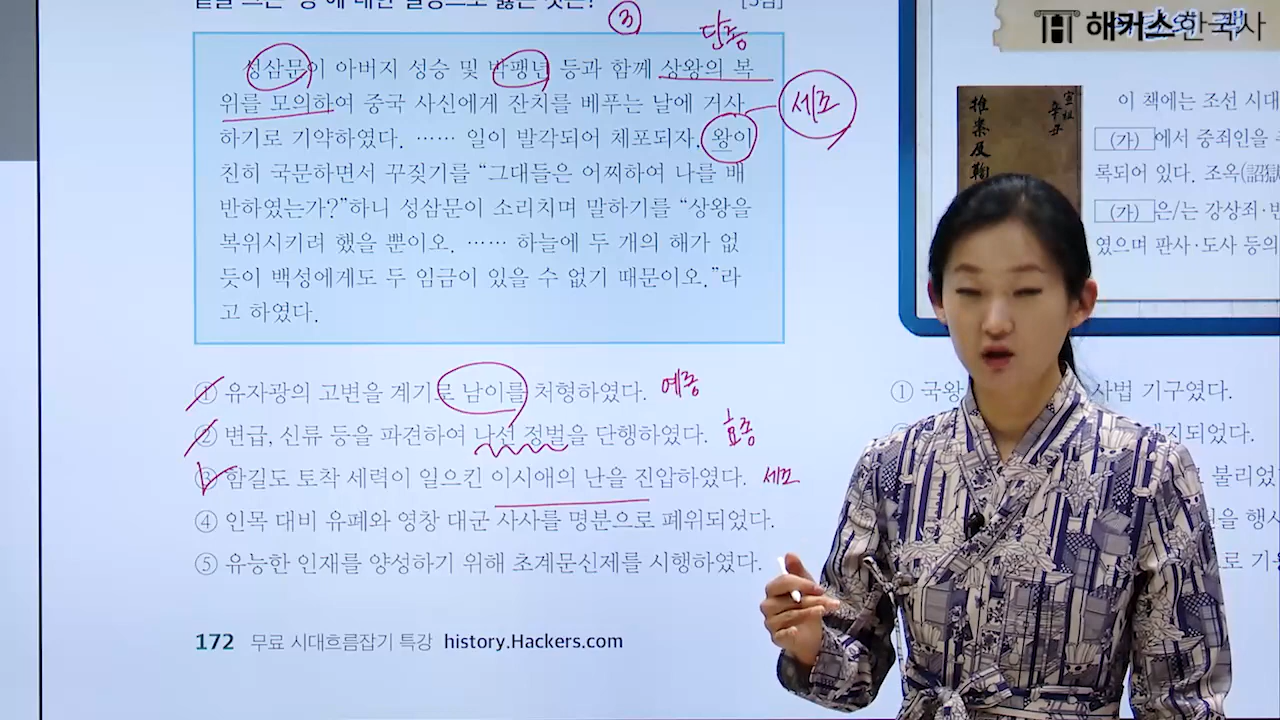 밑줄 그은 '왕'에 대한 설명으로 옳은 것은? [3점]
③
단종
해커스한국사
성삼문이 아버지 성승 및 박팽년 등과 함께 상왕의 복
위를 모의하여 중국 사신에게 잔치를 베푸는 날에 거사
하기로 기약하였다. …… 일이 발각되어 체포되자, 왕이
세조
친히 국문하면서 꾸짖기를 "그대들은 어찌하여 나를 배
반하였는가?"하니 성삼문이 소리치며 말하기를 "상왕을
복위시키려 했을 뿐이오. …… 하늘에 두 개의 해가 없
듯이 백성에게도 두 임금이 있을 수 없기 때문이오."라
고 하였다.
① 유자광의 고변을 계기로 남이를 처형하였다. 예종
② 변급, 신류 등을 파견하여 나선 정벌을 단행하였다. 효종
③ 함길도 토착 세력이 일으킨 이시애의 난을 진압하였다. 세조
④ 인목 대비 유폐와 영창 대군 사사를 명분으로 폐위되었다.
⑤ 유능한 인재를 양성하기 위해 초계문신제를 시행하였다.
172 무료 시대흐름잡기 특강 history.Hackers.com
推案及鞫
이 책에는 조선 시대
(가) 에서 중죄인을
록되어 있다. 조옥(詔獄
(가) 은/는 강상죄·반
였으며 판사·도사 등의
① 국왕 사법 기구였다.
지되었다.
불리었
을 행사
로 기